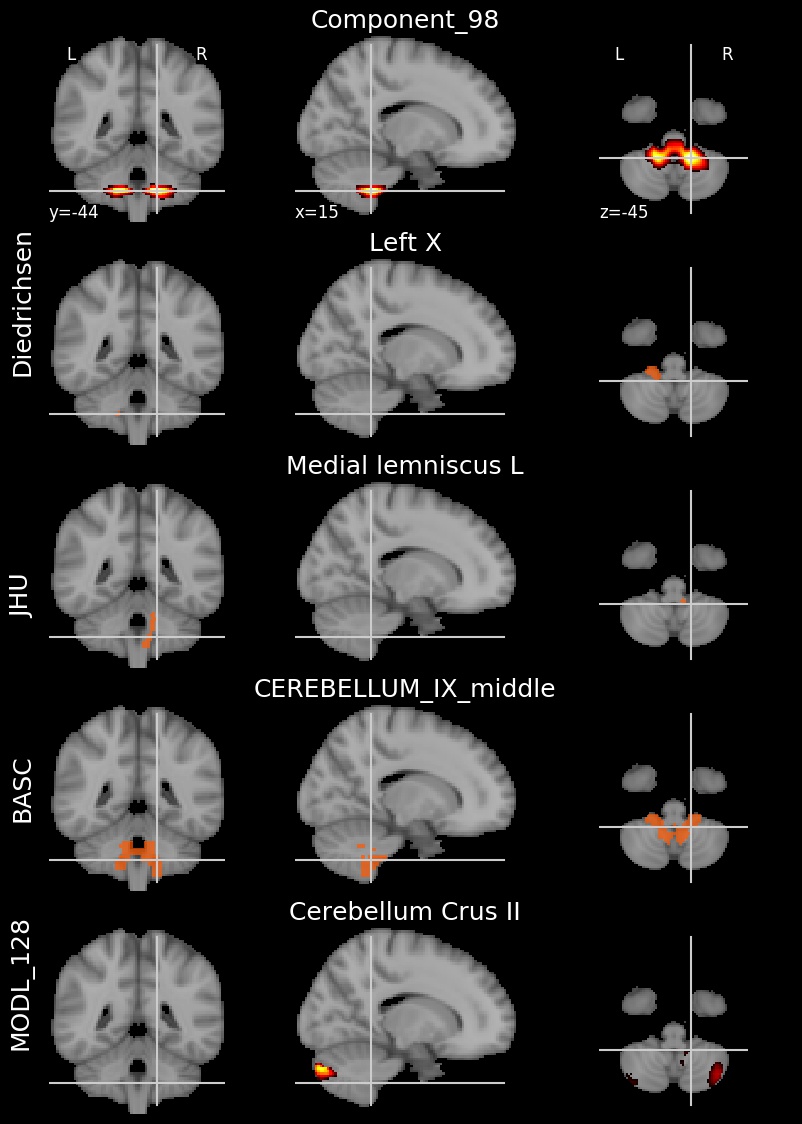 Component_98
L R
L R
y=-44
x=15
z=-45
Diedrichsen
Left X
JHU
Medial lemniscus L
BASC
CEREBELLUM_IX_middle
MODL_128
Cerebellum Crus II